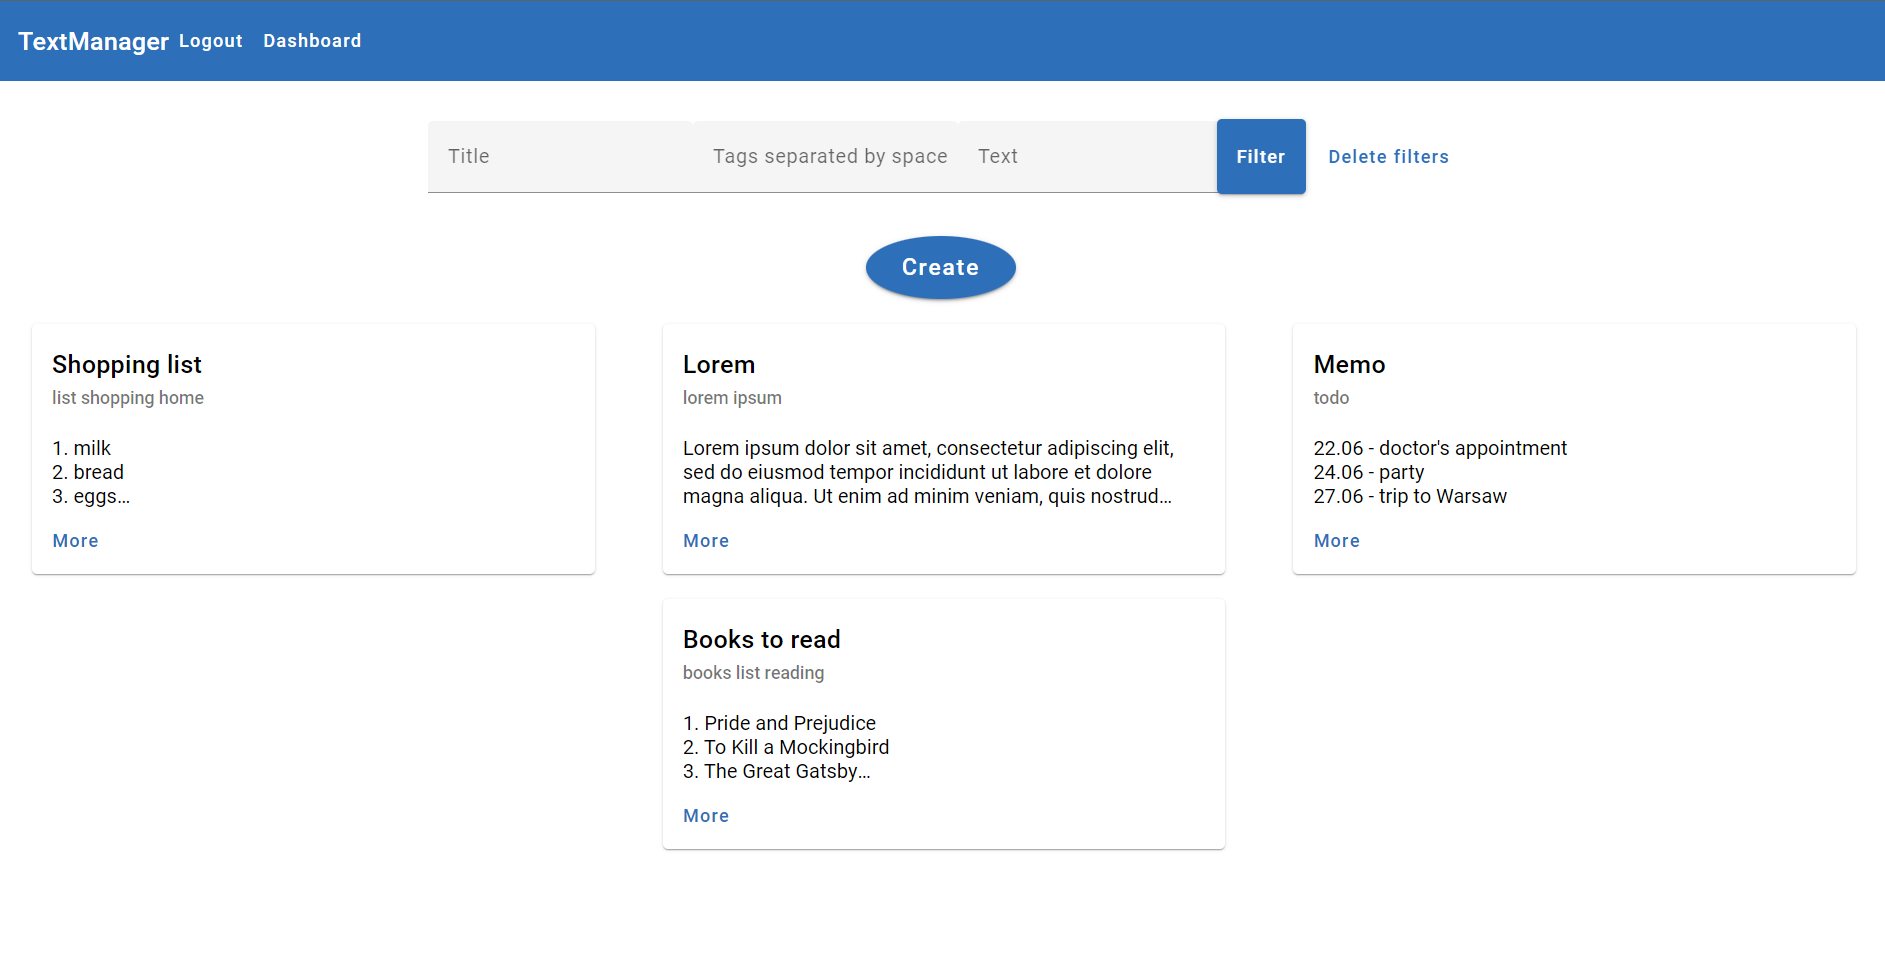 TextManager Logout Dashboard
Title Tags separated by space Text Filter Delete filters
Create
Shopping list
list shopping home
1. milk
2. bread
3. eggs...
More
Lorem
lorem ipsum
Lorem ipsum dolor sit amet, consectetur adipiscing elit,
sed do eiusmod tempor incididunt ut labore et dolore
magna aliqua. Ut enim ad minim veniam, quis nostrud...
More
Memo
todo
22.06 - doctor's appointment
24.06 - party
27.06 - trip to Warsaw
More
Books to read
books list reading
1. Pride and Prejudice
2. To Kill a Mockingbird
3. The Great Gatsby...
More